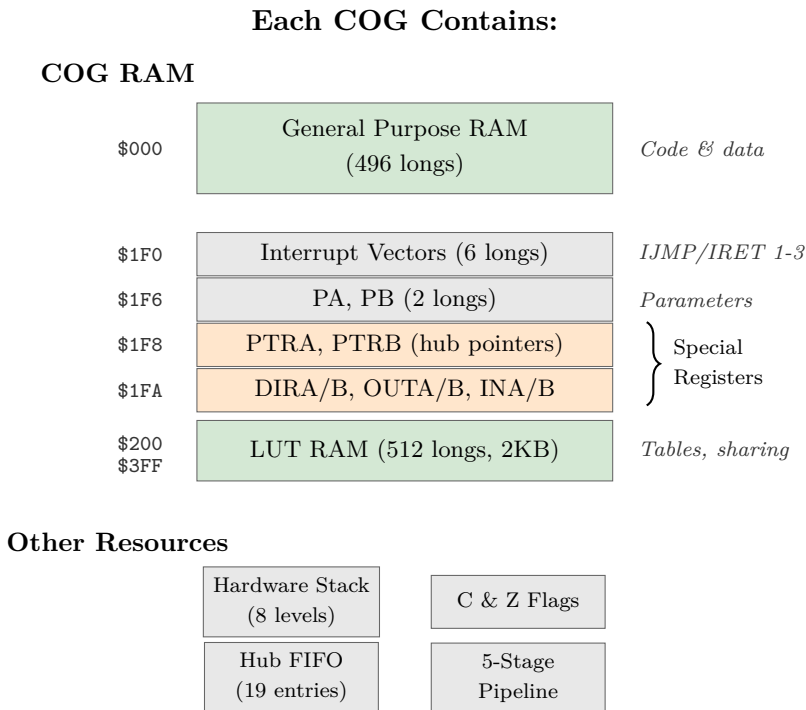 Each COG Contains:
COG RAM
$000
General Purpose RAM
(496 longs)
Code & data
$1F0
Interrupt Vectors (6 longs)
IJMP/IRET 1-3
$1F6
PA, PB (2 longs)
Parameters
$1F8
PTRA, PTRB (hub pointers)
$1FA
DIRA/B, OUTA/B, INA/B
Special
Registers
$200
$3FF
LUT RAM (512 longs, 2KB)
Tables, sharing
Other Resources
Hardware Stack
(8 levels)
C & Z Flags
Hub FIFO
(19 entries)
5-Stage
Pipeline